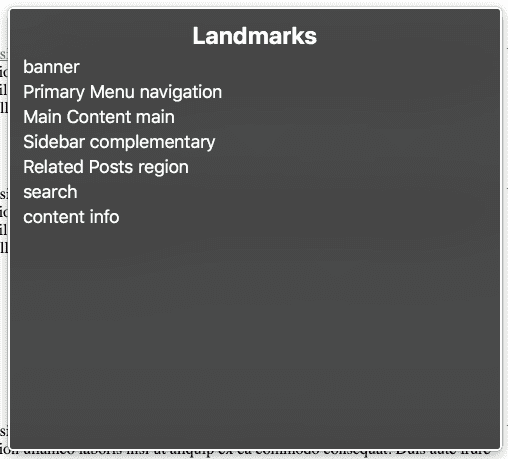 Landmarks
banner
Primary Menu navigation
Main Content main
Sidebar complementary
Related Posts region
search
content info